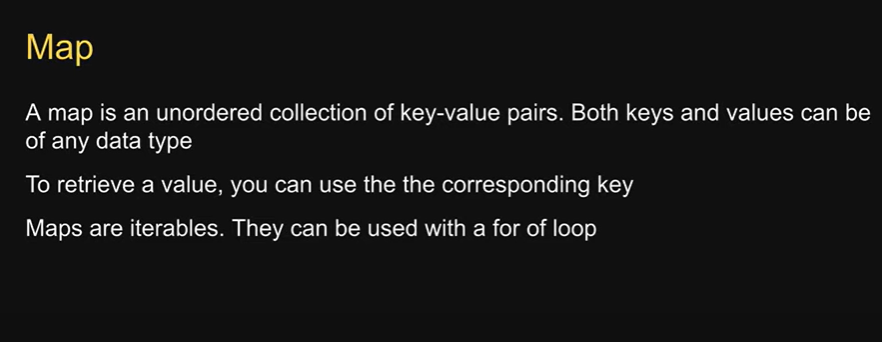 Map
A map is an unordered collection of key-value pairs. Both keys and values can be
of any data type
To retrieve a value, you can use the the corresponding key
Maps are iterables. They can be used with a for of loop